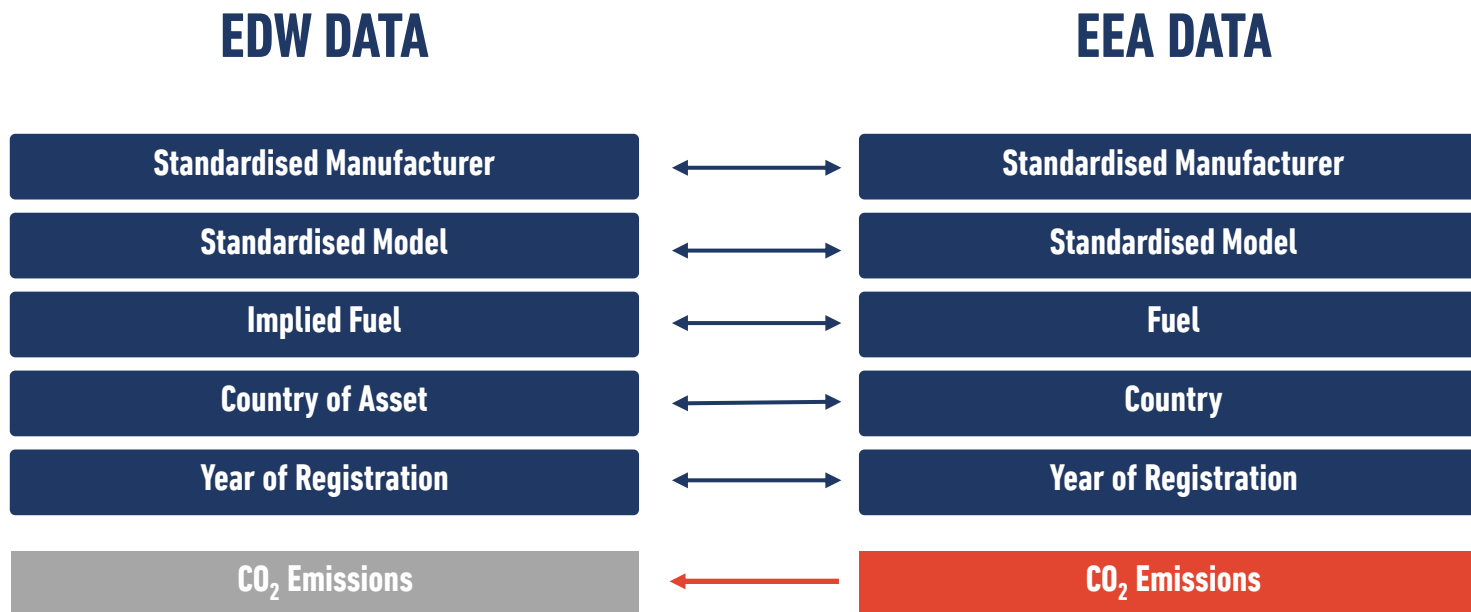 EDW DATA
EEA DATA
Standardised Manufacturer
Standardised Manufacturer
Standardised Model
Standardised Model
Implied Fuel
Fuel
Country of Asset
Country
Year of Registration
Year of Registration
CO₂ Emissions
CO₂ Emissions